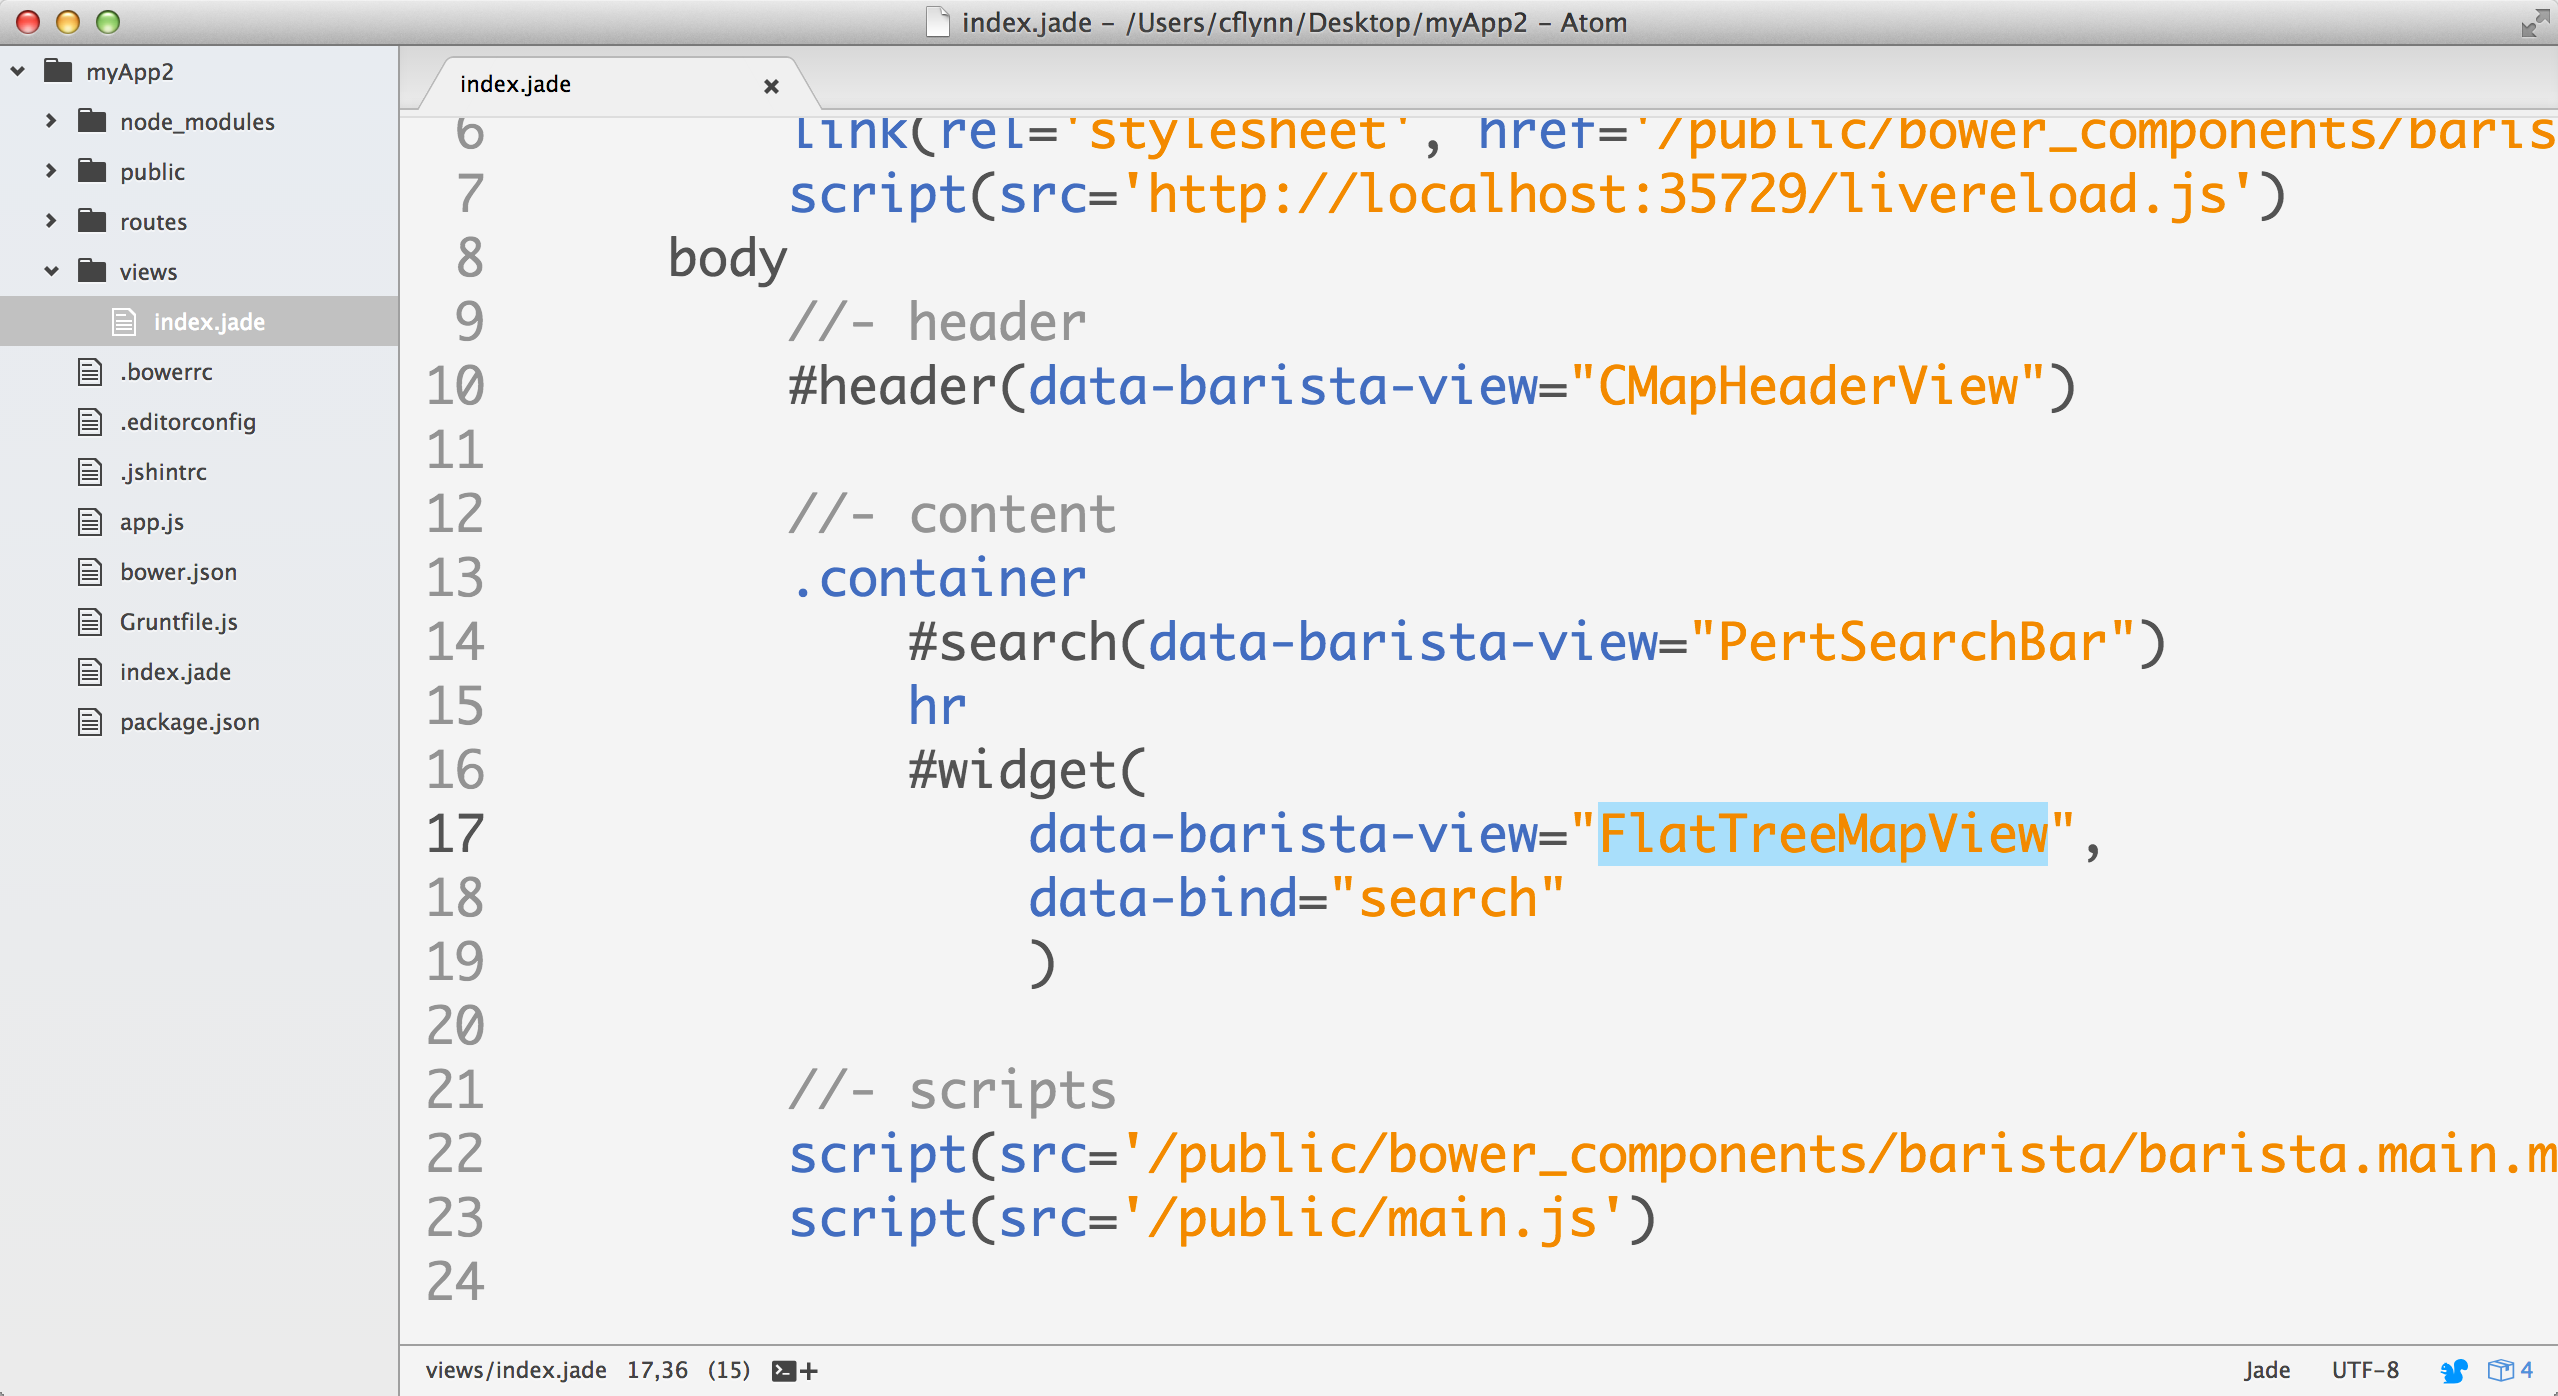 index.jade – /Users/cflynn/Desktop/myApp2 – Atom
myApp2
node_modules
public
routes
views
index.jade
.bowerrc
.editorconfig
.jshintrc
app.js
bower.json
Gruntfile.js
index.jade
package.json
index.jade
6 link(rel='stylesheet', href='/public/bower_components/baris
7 script(src='http://localhost:35729/livereload.js')
8 body
9 //- header
10 #header(data-barista-view="CMapHeaderView")
11
12 //- content
13 .container
14 #search(data-barista-view="PertSearchBar")
15 hr
16 #widget(
17 data-barista-view="FlatTreeMapView",
18 data-bind="search"
19 )
20
21 //- scripts
22 script(src='/public/bower_components/barista/barista.main.m
23 script(src='/public/main.js')
24
views/index.jade 17,36 (15) Jade UTF-8 4